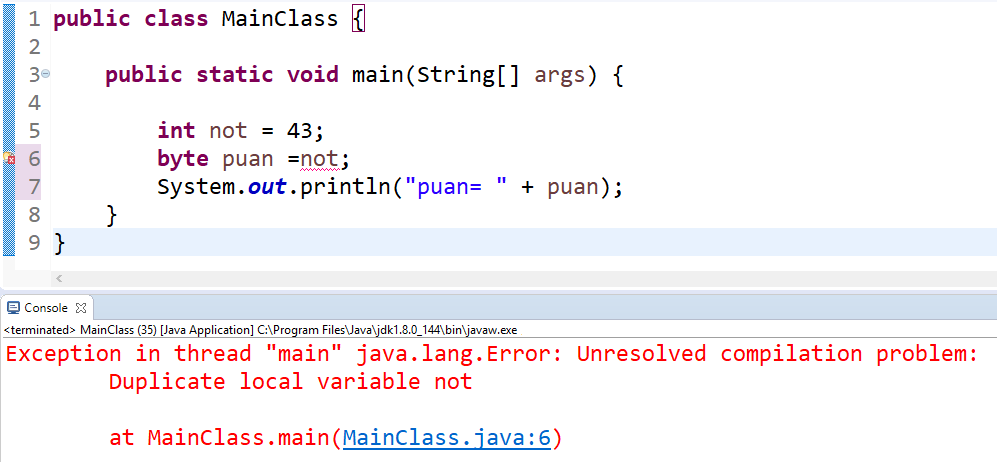 1 public class MainClass {
2
3 public static void main(String[] args) {
4
5 int not = 43;
6 byte puan =not;
7 System.out.println("puan= " + puan);
8 }
9 }
Console
<terminated> MainClass (35) [Java Application] C:\Program Files\Java\jdk1.8.0_144\bin\javaw.exe
Exception in thread "main" java.lang.Error: Unresolved compilation problem:
Duplicate local variable not
at MainClass.main(MainClass.java:6)